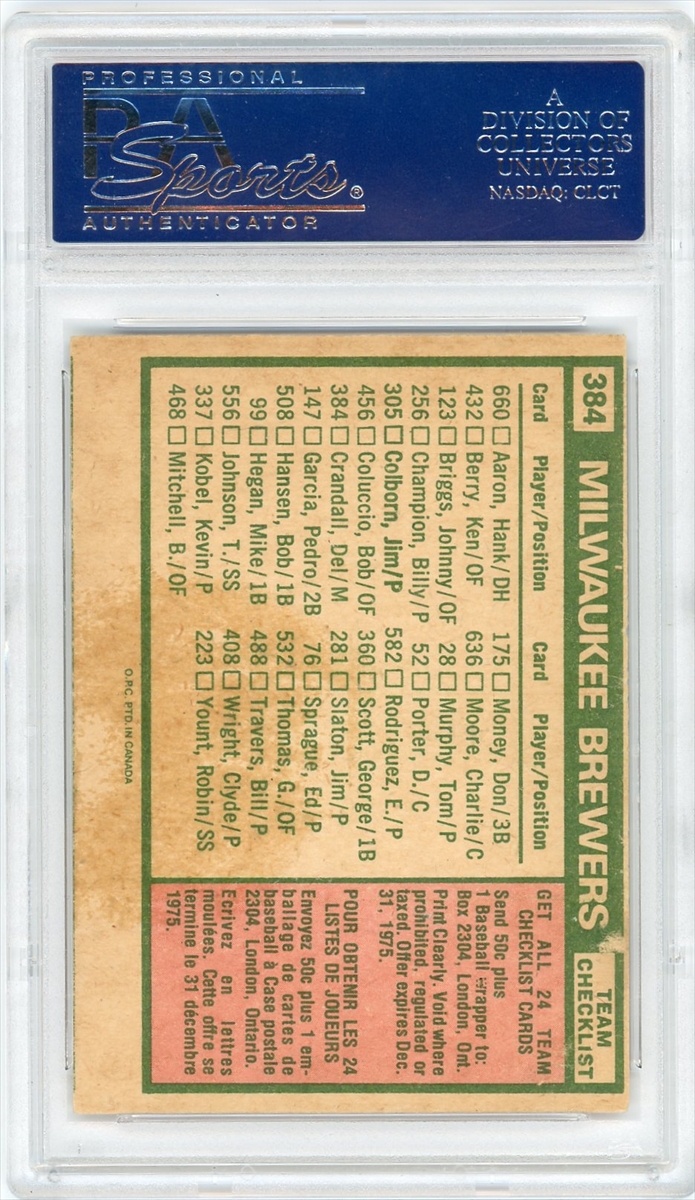 PROFESSIONAL
PSA
Sports®
AUTHENTICATOR
A
DIVISION OF
COLLECTORS
UNIVERSE
NASDAQ: CLCT
384 MILWAUKEE BREWERS TEAM CHECKLIST
Card Player/Position Card Player/Position
660 □ Aaron, Hank/DH 175 □ Money, Don/3B
432 □ Berry, Ken/OF 636 □ Moore, Charlie/C
123 □ Briggs, Johnny/OF 28 □ Murphy, Tom/P
256 □ Champion, Billy/P 52 □ Porter, D./C
305 □ Colborn, Jim/P 582 □ Rodriguez, E./P
456 □ Coluccio, Bob/OF 360 □ Scott, George/1B
384 □ Crandall, Del/M 281 □ Slaton, Jim/P
147 □ Garcia, Pedro/2B 76 □ Sprague, Ed/P
508 □ Hansen, Bob/1B 532 □ Thomas, G./OF
99 □ Hegan, Mike/1B 488 □ Travers, Bill/P
556 □ Johnson, T./SS 408 □ Wright, Clyde/P
337 □ Kobel, Kevin/P 223 □ Yount, Robin/SS
468 □ Mitchell, B./OF
GET ALL 24 TEAM
CHECKLIST CARDS
Send 50c plus
1 Baseball wrapper to:
Box 2304, London, Ont.
Print Clearly. Void where
prohibited, regulated or
taxed. Offer expires Dec.
31, 1975.
POUR OBTENIR LES 24
LISTES DE JOUEURS
Envoyez 50c plus 1 em-
ballage de cartes de
baseball à Case postale
2304, London, Ontario.
Ecrivez en lettres
moulées. Cette offre se
termine le 31 décembre
1975.
O.P.C. PTD. IN CANADA